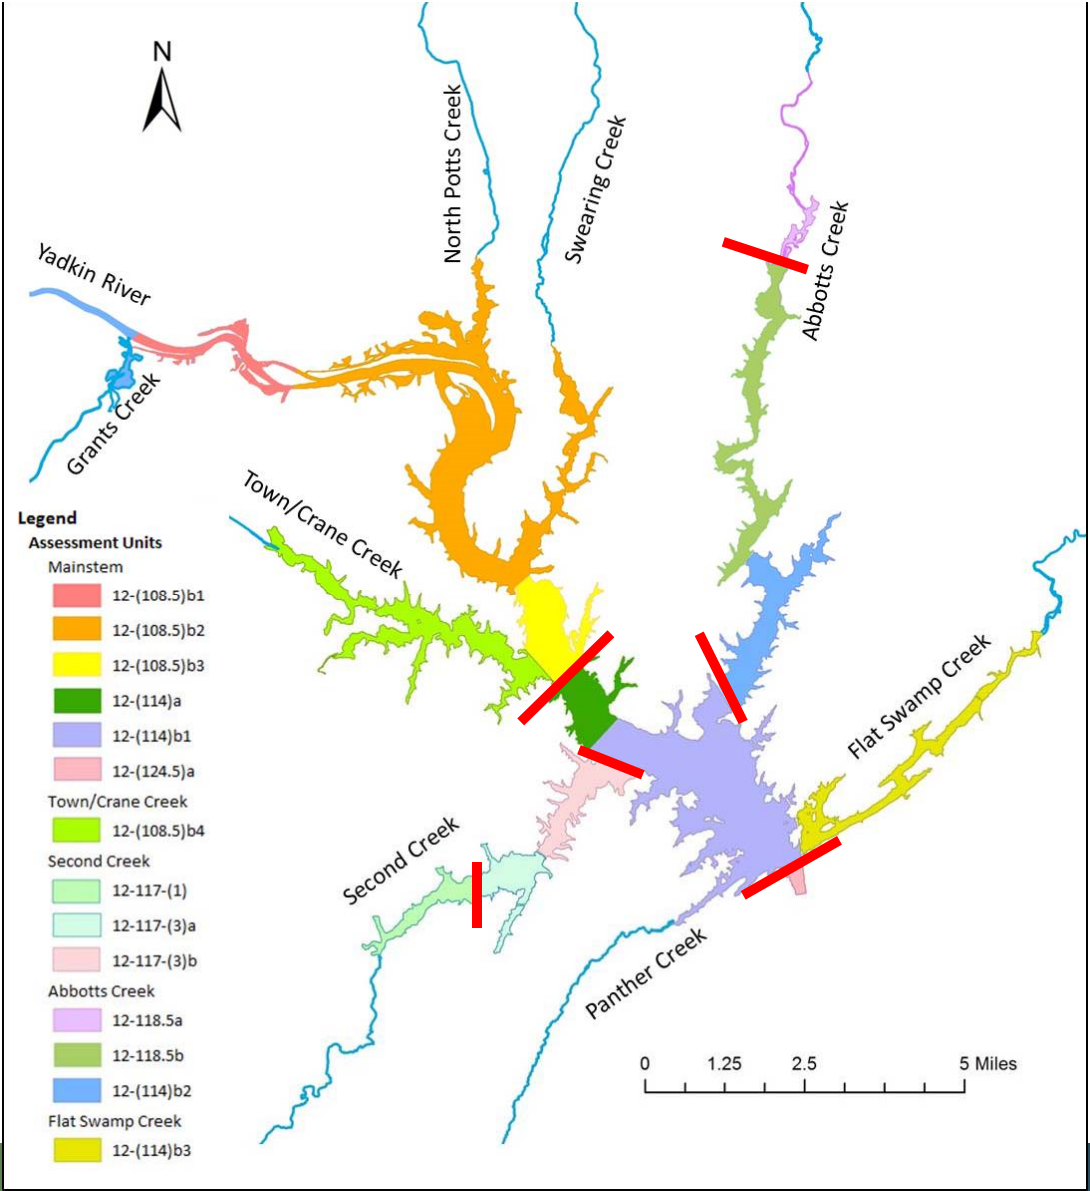 N
North Potts Creek
Swearing Creek
Abbotts Creek
Yadkin River
Grants Creek
Town/Crane Creek
Flat Swamp Creek
Second Creek
Panther Creek
Legend
Assessment Units
Mainstem
12-(108.5)b1
12-(108.5)b2
12-(108.5)b3
12-(114)a
12-(114)b1
12-(124.5)a
Town/Crane Creek
12-(108.5)b4
Second Creek
12-117-(1)
12-117-(3)a
12-117-(3)b
Abbotts Creek
12-118.5a
12-118.5b
12-(114)b2
Flat Swamp Creek
12-(114)b3
0 1.25 2.5 5 Miles